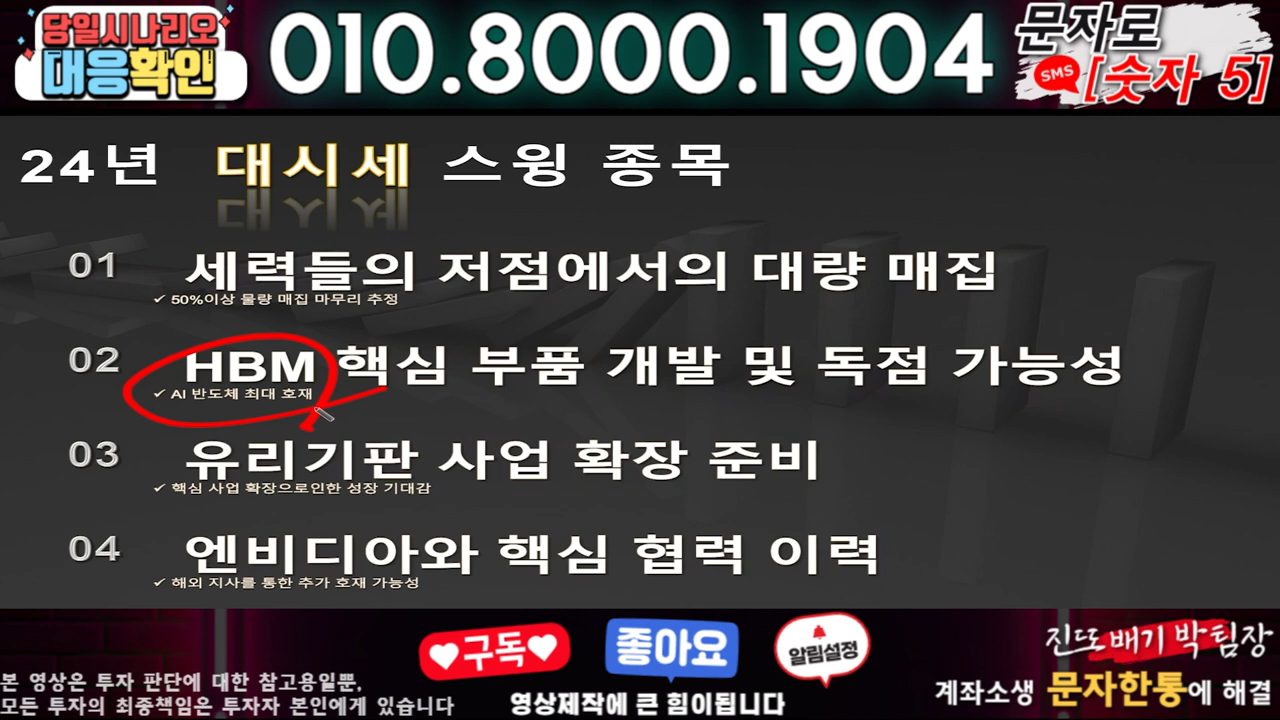 당일시나리오
대응확인
010.8000.1904
문자로
SMS [숫자 5]
24년 대시세 스윙 종목
01 세력들의 저점에서의 대량 매집
✓ 50%이상 물량 매집 마무리 추정
02 HBM 핵심 부품 개발 및 독점 가능성
✓ AI 반도체 최대 호재
03 유리기판 사업 확장 준비
✓ 핵심 사업 확장으로인한 성장 기대감
04 엔비디아와 핵심 협력 이력
✓ 해외 지사를 통한 추가 호재 가능성
구독
좋아요
알림설정
영상제작에 큰 힘이됩니다
본 영상은 투자 판단에 대한 참고용일뿐,
모든 투자의 최종책임은 투자자 본인에게 있습니다
진또배기 박팀장
계좌소생 문자한통에 해결